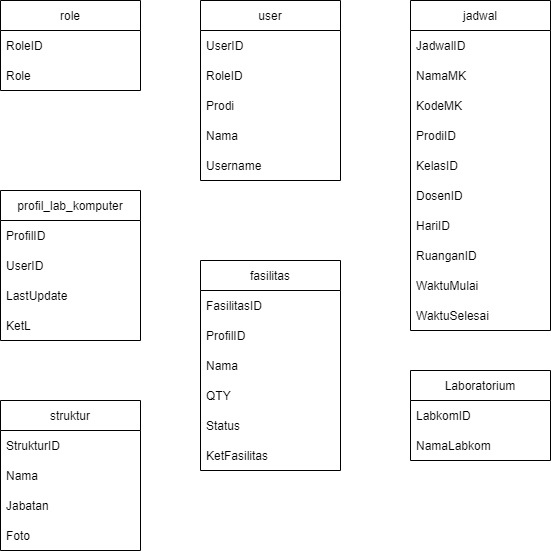 role
RoleID
Role
user
UserID
RoleID
Prodi
Nama
Username
jadwal
JadwalID
NamaMK
KodeMK
ProdiID
KelasID
DosenID
HariID
RuanganID
WaktuMulai
WaktuSelesai
profil_lab_komputer
ProfilID
UserID
LastUpdate
KetL
fasilitas
FasilitasID
ProfilID
Nama
QTY
Status
KetFasilitas
Laboratorium
LabkomID
NamaLabkom
struktur
StrukturID
Nama
Jabatan
Foto